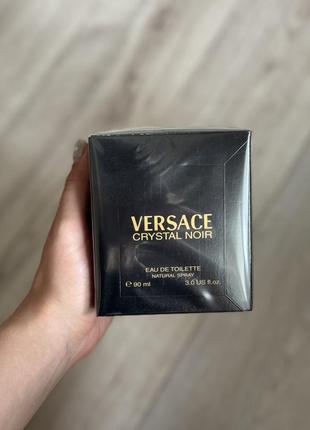 VERSACE
CRYSTAL NOIR
EAU DE TOILETTE
NATURAL SPRAY
℮ 90 ml 3.0 US fl.oz.